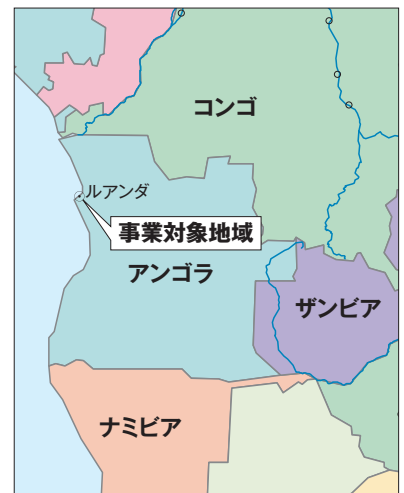 コンゴ
ルアンダ
事業対象地域
アンゴラ
ザンビア
ナミビア